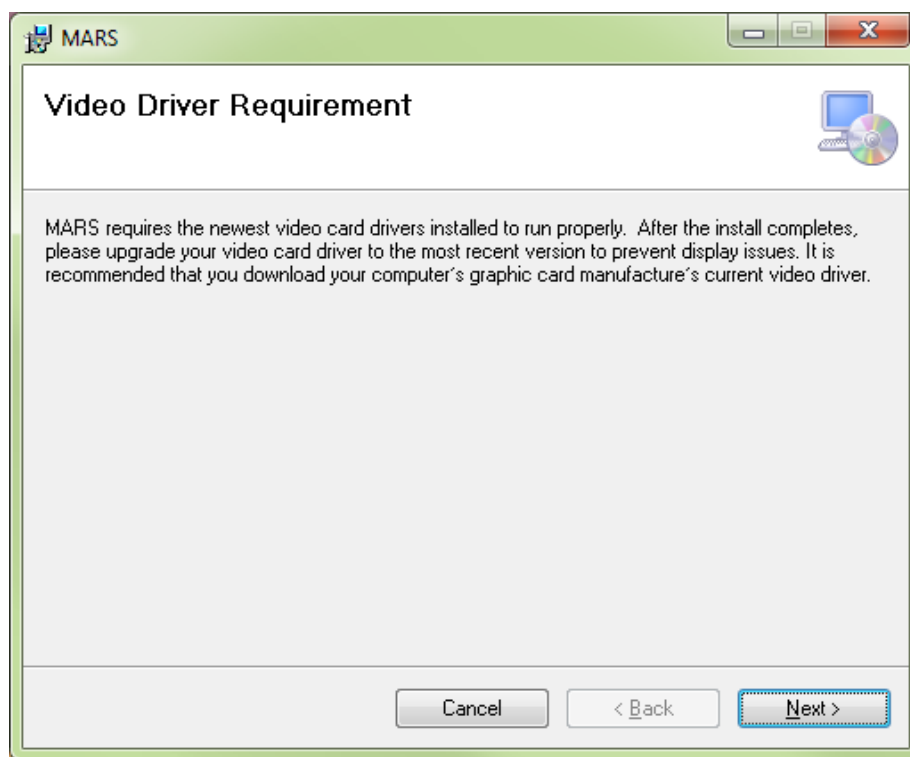 MARS
Video Driver Requirement
MARS requires the newest video card drivers installed to run properly.  After the install completes,
please upgrade your video card driver to the most recent version to prevent display issues. It is
recommended that you download your computer´s graphic card manufacture´s current video driver.
Cancel
< Back
Next >